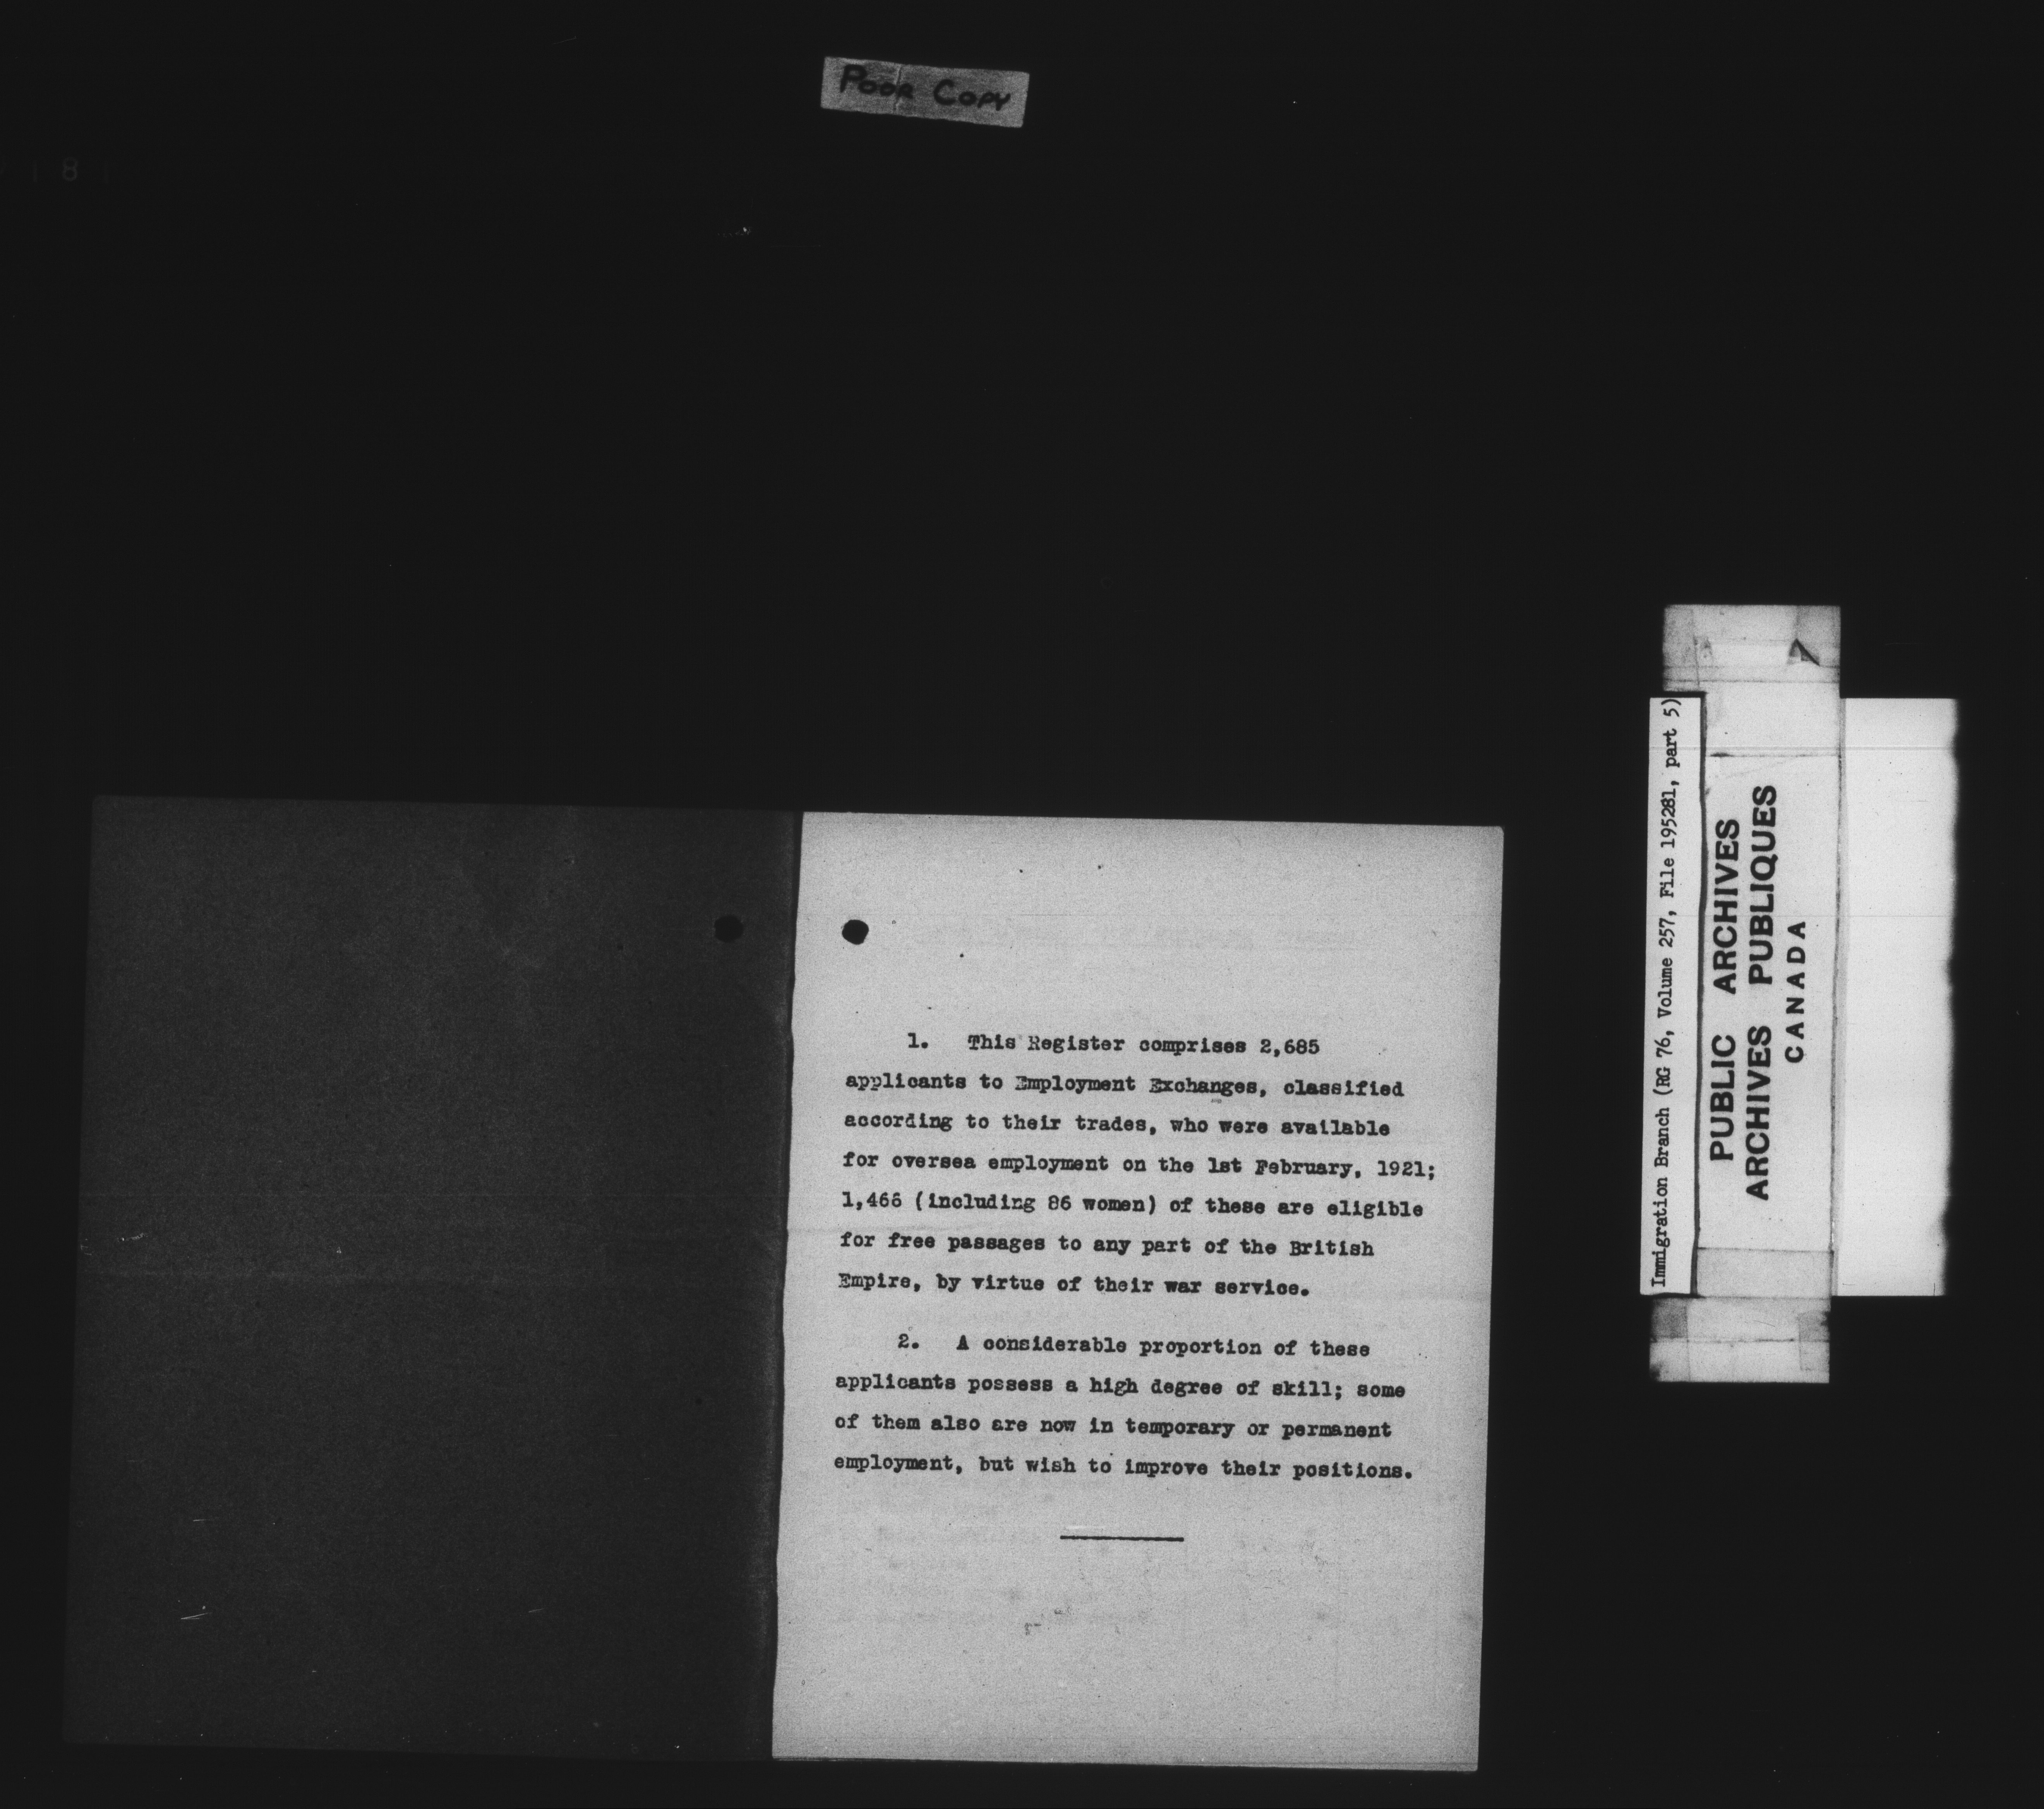 POOR COPY
1. This Register comprises 2,685
applicants to Employment Exchanges, classified
according to their trades, who were available
for oversea employment on the 1st February, 1921;
(including 86 women) of these are eligible
for free passages to any part of the British
Empire, by virtue of their war service.
2. A considerable proportion of these
applicants possess a high degree of skill; some
of them also are now in temporary or permanent
employment, but wish to improve their positions.
Immigration Branch (RG 76, Volume 257, File 195281, part 5)
PUBLIC ARCHIVES
ARCHIVES PUBLIQUES
CANADA